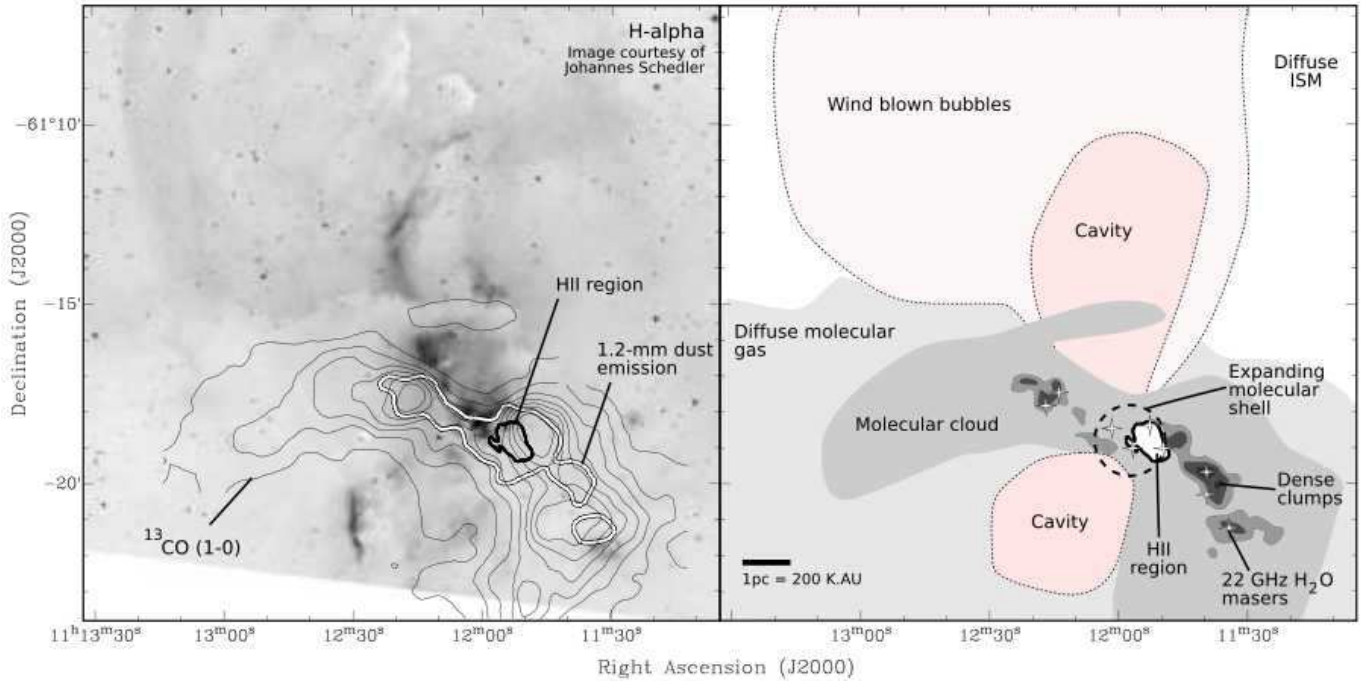 H-alpha
Image courtesy of
Johannes Schedler
-61°10'
-15'
-20'
Declination (J2000)
HII region
1.2-mm dust
emission
¹³CO (1-0)
11ʰ13ᵐ30ˢ
13ᵐ00ˢ
12ᵐ30ˢ
12ᵐ00ˢ
11ᵐ30ˢ
Diffuse
ISM
Wind blown bubbles
Cavity
Diffuse molecular
gas
Expanding
molecular
shell
Molecular cloud
Dense
clumps
Cavity
HII
region
22 GHz H₂O
masers
1pc = 200 K.AU
13ᵐ00ˢ
12ᵐ30ˢ
12ᵐ00ˢ
11ᵐ30ˢ
Right Ascension (J2000)